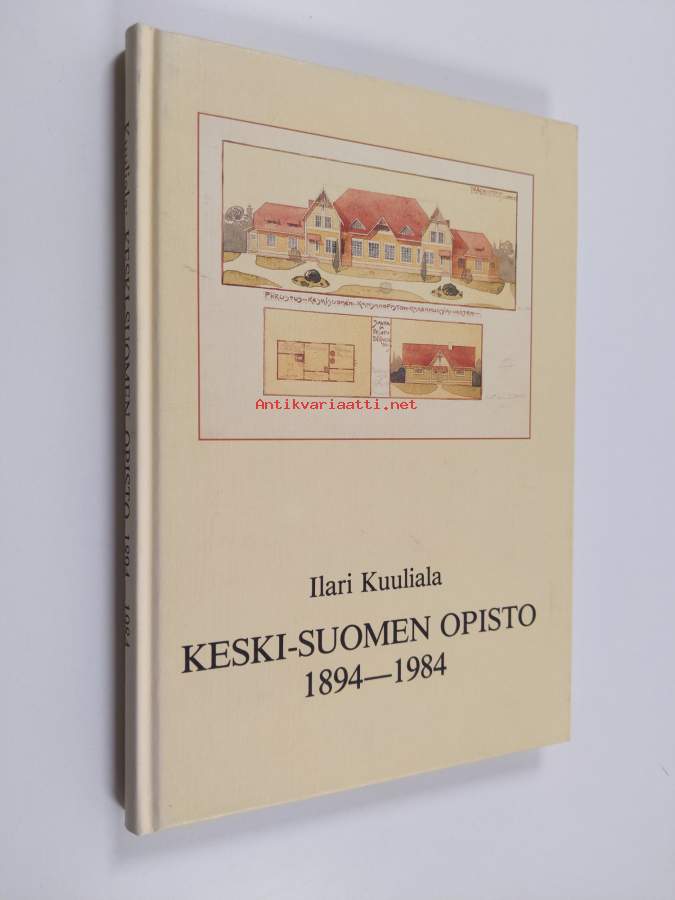 Kuuliala: KESKI-SUOMEN OPISTO 1894—1984
Antikvariaatti.net
Ilari Kuuliala
KESKI-SUOMEN OPISTO
1894—1984